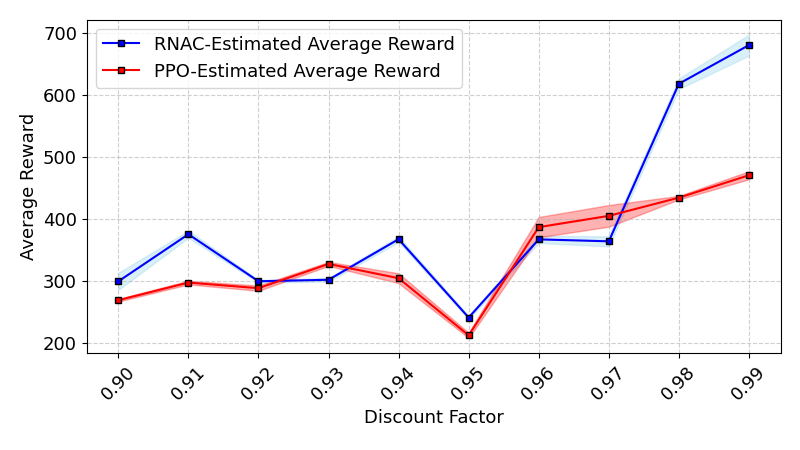 RNAC-Estimated Average Reward
PPO-Estimated Average Reward
Average Reward
700
600
500
400
300
200
0.90 0.91 0.92 0.93 0.94 0.95 0.96 0.97 0.98 0.99
Discount Factor